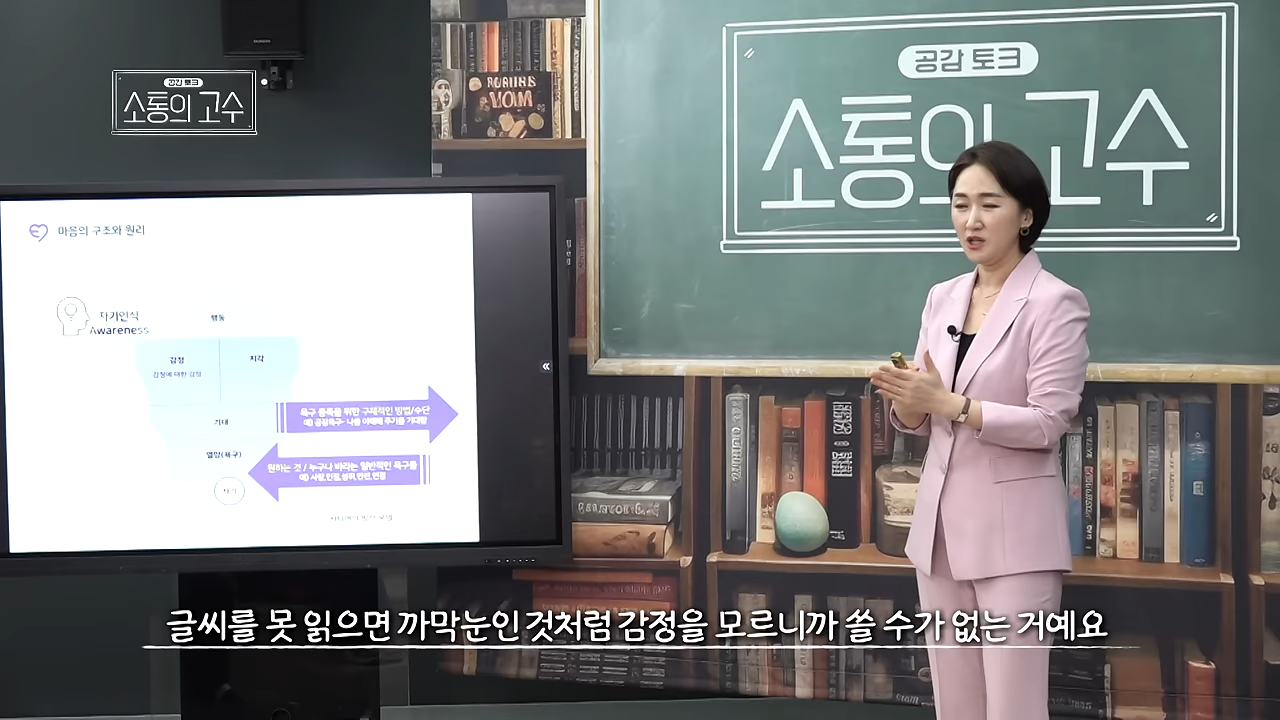 공감 토크
소통의 고수
공감 토크
소통의 고수
마음의 구조와 원리
자기인식
Awareness
행동
감정
지각
감정에 대한 감정
기대
욕구 충족을 위한 구체적인 방법/수단
열망(욕구)
원하는 것 / 누구나 바라는 일반적인 욕구들
자기
글씨를 못 읽으면 까막눈인 것처럼 감정을 모르니까 쓸 수가 없는 거예요